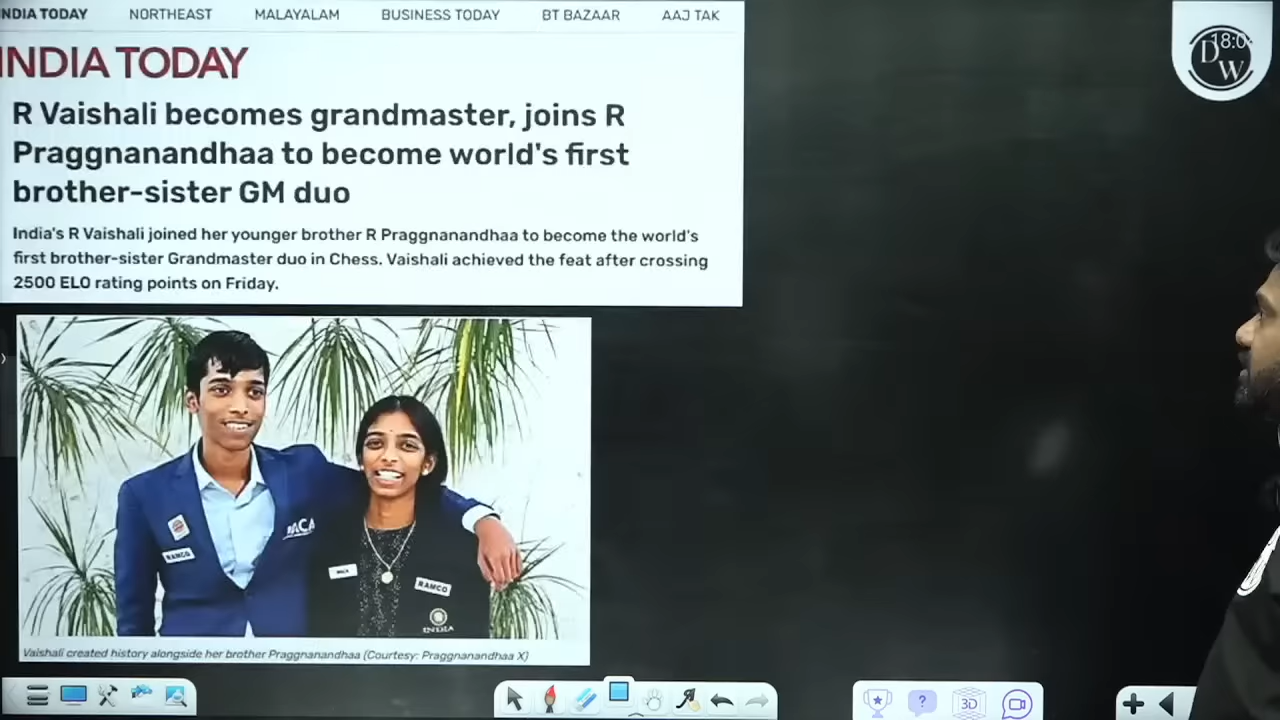 INDIA TODAY NORTHEAST MALAYALAM BUSINESS TODAY BT BAZAAR AAJ TAK
INDIA TODAY
R Vaishali becomes grandmaster, joins R
Praggnanandhaa to become world's first
brother-sister GM duo
India's R Vaishali joined her younger brother R Praggnanandhaa to become the world's
first brother-sister Grandmaster duo in Chess. Vaishali achieved the feat after crossing
2500 ELO rating points on Friday.
RAMCO
RAMCO
INDIA
Vaishali created history alongside her brother Praggnanandhaa (Courtesy: Praggnanandhaa X)
18:0
D
W
?
3D